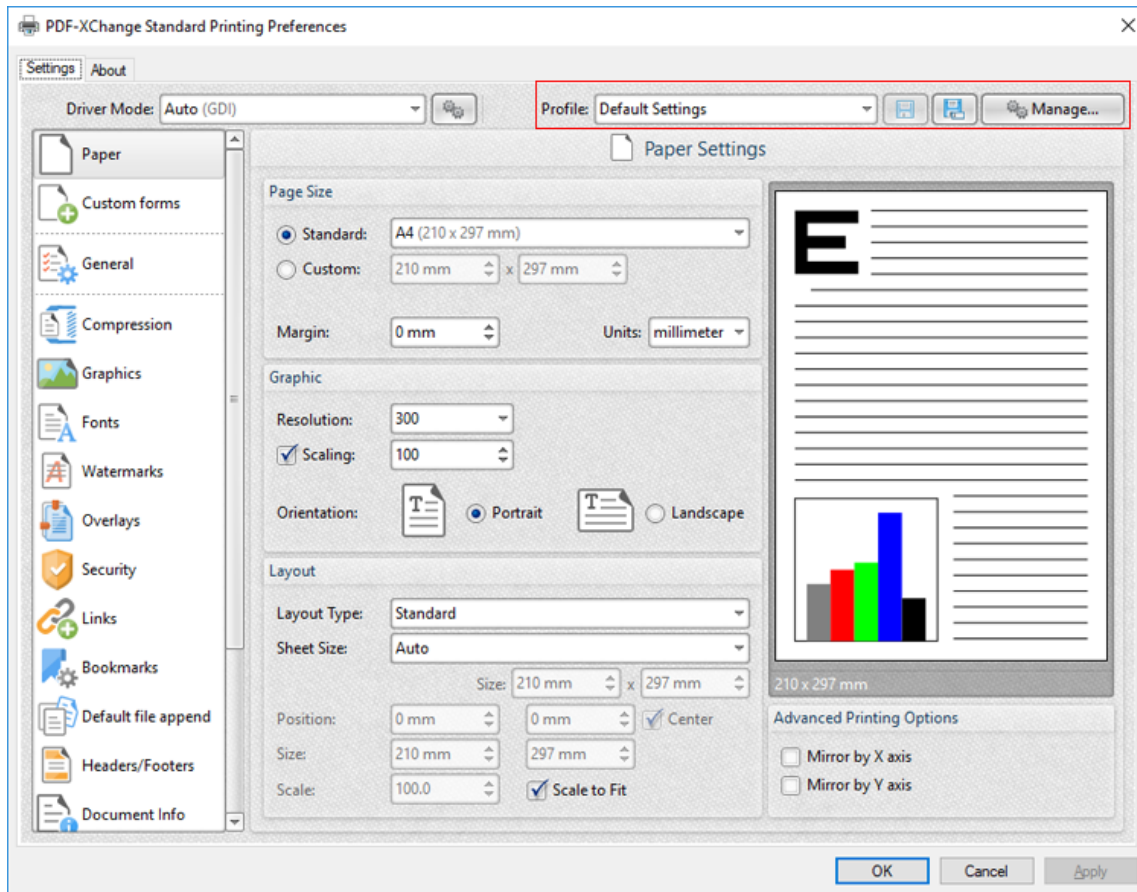 PDF-XChange Standard Printing Preferences
Settings About
Driver Mode: Auto (GDI) Profile: Default Settings Manage...
Paper
Custom forms
General
Compression
Graphics
Fonts
Watermarks
Overlays
Security
Links
Bookmarks
Default file append
Headers/Footers
Document Info
Paper Settings
Page Size
Standard: A4 (210 x 297 mm)
Custom: 210 mm x 297 mm
Margin: 0 mm Units: millimeter
Graphic
Resolution: 300
Scaling: 100
Orientation: T Portrait T Landscape
Layout
Layout Type: Standard
Sheet Size: Auto
Size: 210 mm x 297 mm
Position: 0 mm 0 mm Center
Size: 210 mm 297 mm
Scale: 100.0 Scale to Fit
E
210 x 297 mm
Advanced Printing Options
Mirror by X axis
Mirror by Y axis
OK Cancel Apply